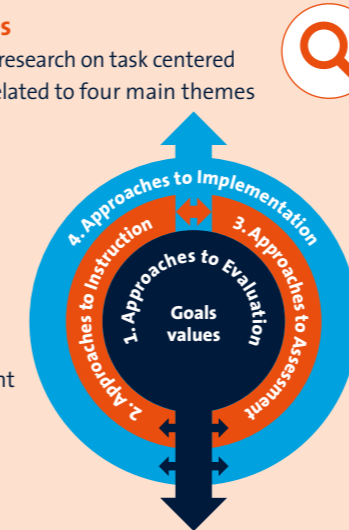 research on task centered
elated to four main themes
4. Approaches to Implementation
2. Approaches to Instruction
3. Approaches to Assessment
1. Approaches to Evaluation
Goals
values